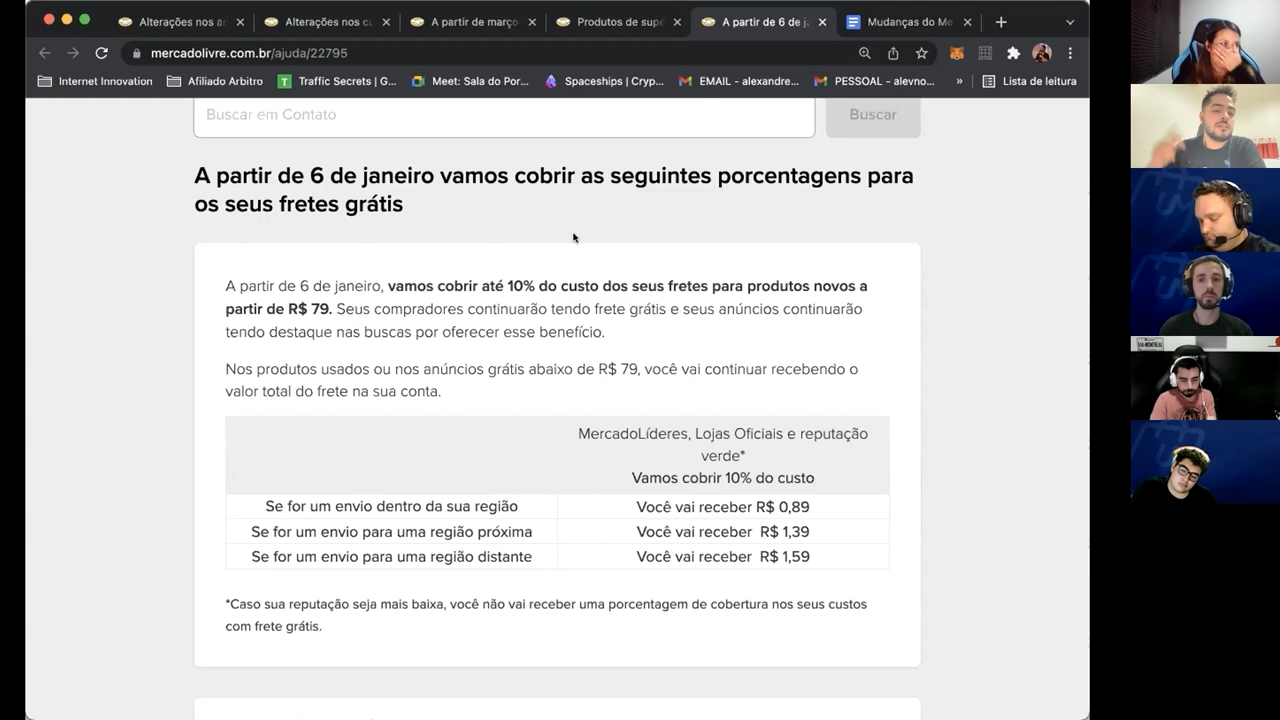 Alterações nos a
Alterações nos cu
A partir de março
Produtos de supe
A partir de 6 de ja
Mudanças do Me
mercadolivre.com.br/ajuda/22795
Internet Innovation
Afiliado Arbitro
Traffic Secrets | G...
Meet: Sala do Por...
Spaceships | Cryp...
EMAIL - alexandre...
PESSOAL - alevno...
»
Lista de leitura
Buscar em Contato
Buscar
A partir de 6 de janeiro vamos cobrir as seguintes porcentagens para
os seus fretes grátis
A partir de 6 de janeiro, vamos cobrir até 10% do custo dos seus fretes para produtos novos a
partir de R$ 79. Seus compradores continuarão tendo frete grátis e seus anúncios continuarão
tendo destaque nas buscas por oferecer esse benefício.
Nos produtos usados ou nos anúncios grátis abaixo de R$ 79, você vai continuar recebendo o
valor total do frete na sua conta.
MercadoLíderes, Lojas Oficiais e reputação
verde*
Vamos cobrir 10% do custo
Se for um envio dentro da sua região
Você vai receber R$ 0,89
Se for um envio para uma região próxima
Você vai receber R$ 1,39
Se for um envio para uma região distante
Você vai receber R$ 1,59
*Caso sua reputação seja mais baixa, você não vai receber uma porcentagem de cobertura nos seus custos
com frete grátis.